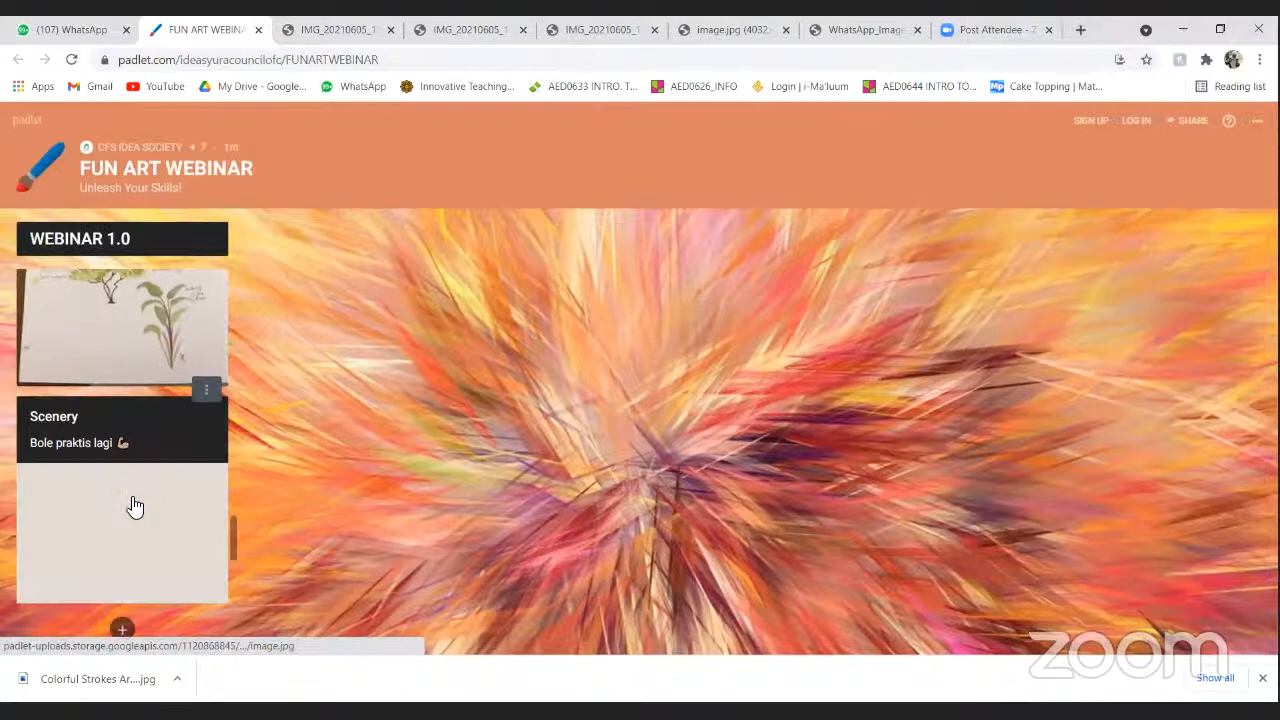 (107) WhatsApp
FUN ART WEBINA
IMG_20210605_1
IMG_20210605_1
IMG_20210605_1
image.jpg (4032
WhatsApp_Image
Post Attendee - Z
padlet.com/ideasyuracouncilofc/FUNARTWEBINAR
Apps
Gmail
YouTube
My Drive - Goog
WhatsApp
Innovative Teaching...
AED0633 INTRO. T...
AED0626_INFO
Login | i-Ma'luum
AED0644 INTRO TO...
Mp
Cake Topping | Mat...
Reading list
padlet
SIGN UP
LOG IN
SHARE
CFS IDEA SOCIETY + 7 · 1m
FUN ART WEBINAR
Unleash Your Skills!
WEBINAR 1.0
Scenery
Bole praktis lagi 💪🏽
padlet-uploads.storage.googleapis.com/1120868845/.../image.jpg
zoom
Colorful Strokes Ar....jpg
Show all